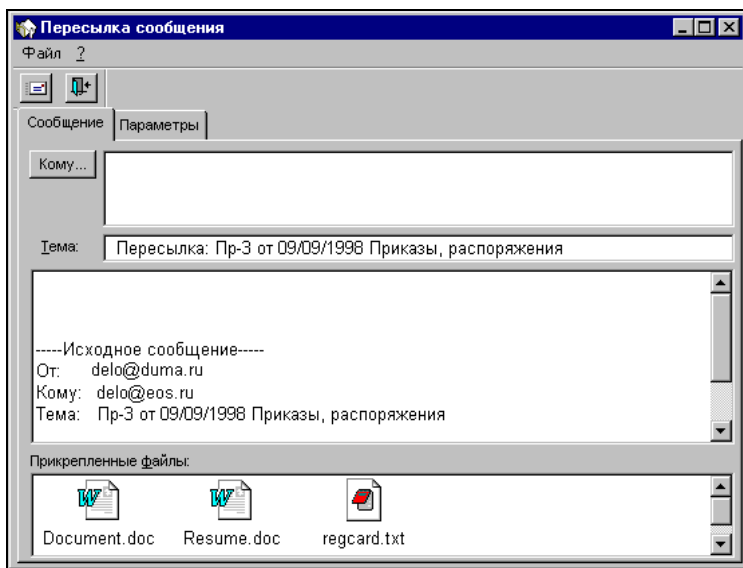 Пересылка сообщения
Файл ?
Сообщение Параметры
Кому...
Тема: Пересылка: Пр-3 от 09/09/1998 Приказы, распоряжения
-----Исходное сообщение-----
От: delo@duma.ru
Кому: delo@eos.ru
Тема: Пр-3 от 09/09/1998 Приказы, распоряжения
Прикрепленные файлы:
Document.doc Resume.doc regcard.txt